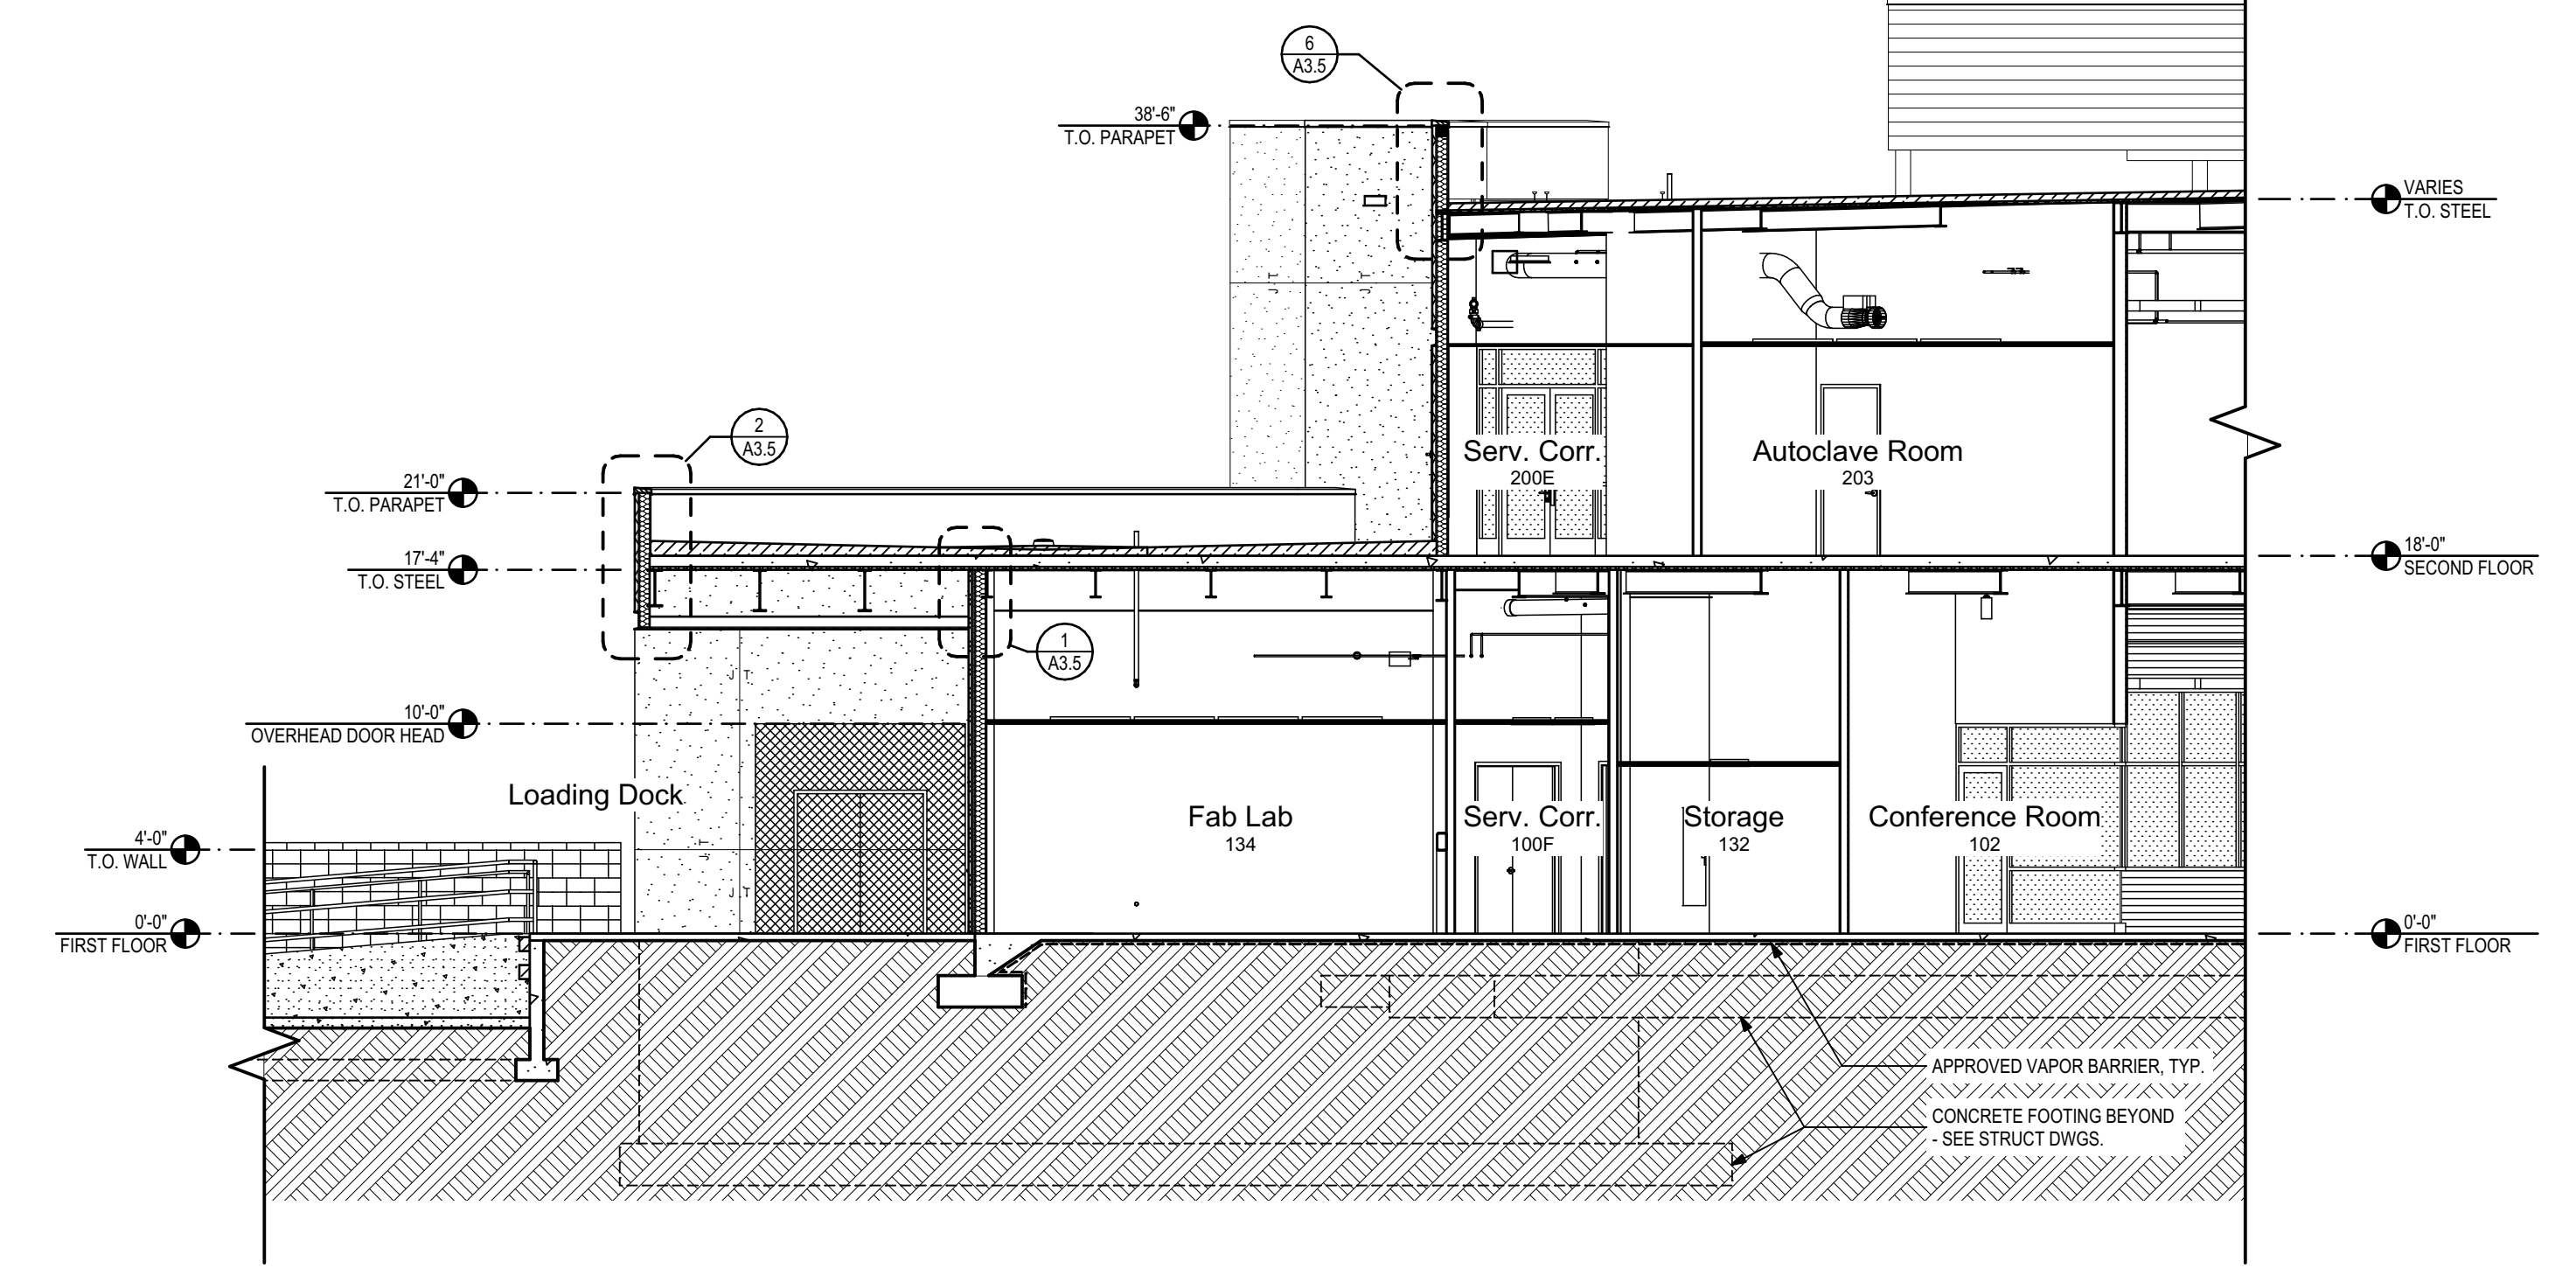 6
A3.5
38'-6"
T.O. PARAPET
VARIES
T.O. STEEL
J T
J T
2
A3.5
Serv. Corr.
200E
Autoclave Room
203
21'-0"
T.O. PARAPET
17'-4"
T.O. STEEL
18'-0"
SECOND FLOOR
1
A3.5
J T
10'-0"
OVERHEAD DOOR HEAD
Loading Dock
Fab Lab
134
Serv. Corr.
100F
Storage
132
Conference Room
102
4'-0"
T.O. WALL
J T
J T
0'-0"
FIRST FLOOR
0'-0"
FIRST FLOOR
APPROVED VAPOR BARRIER, TYP.
CONCRETE FOOTING BEYOND
- SEE STRUCT DWGS.